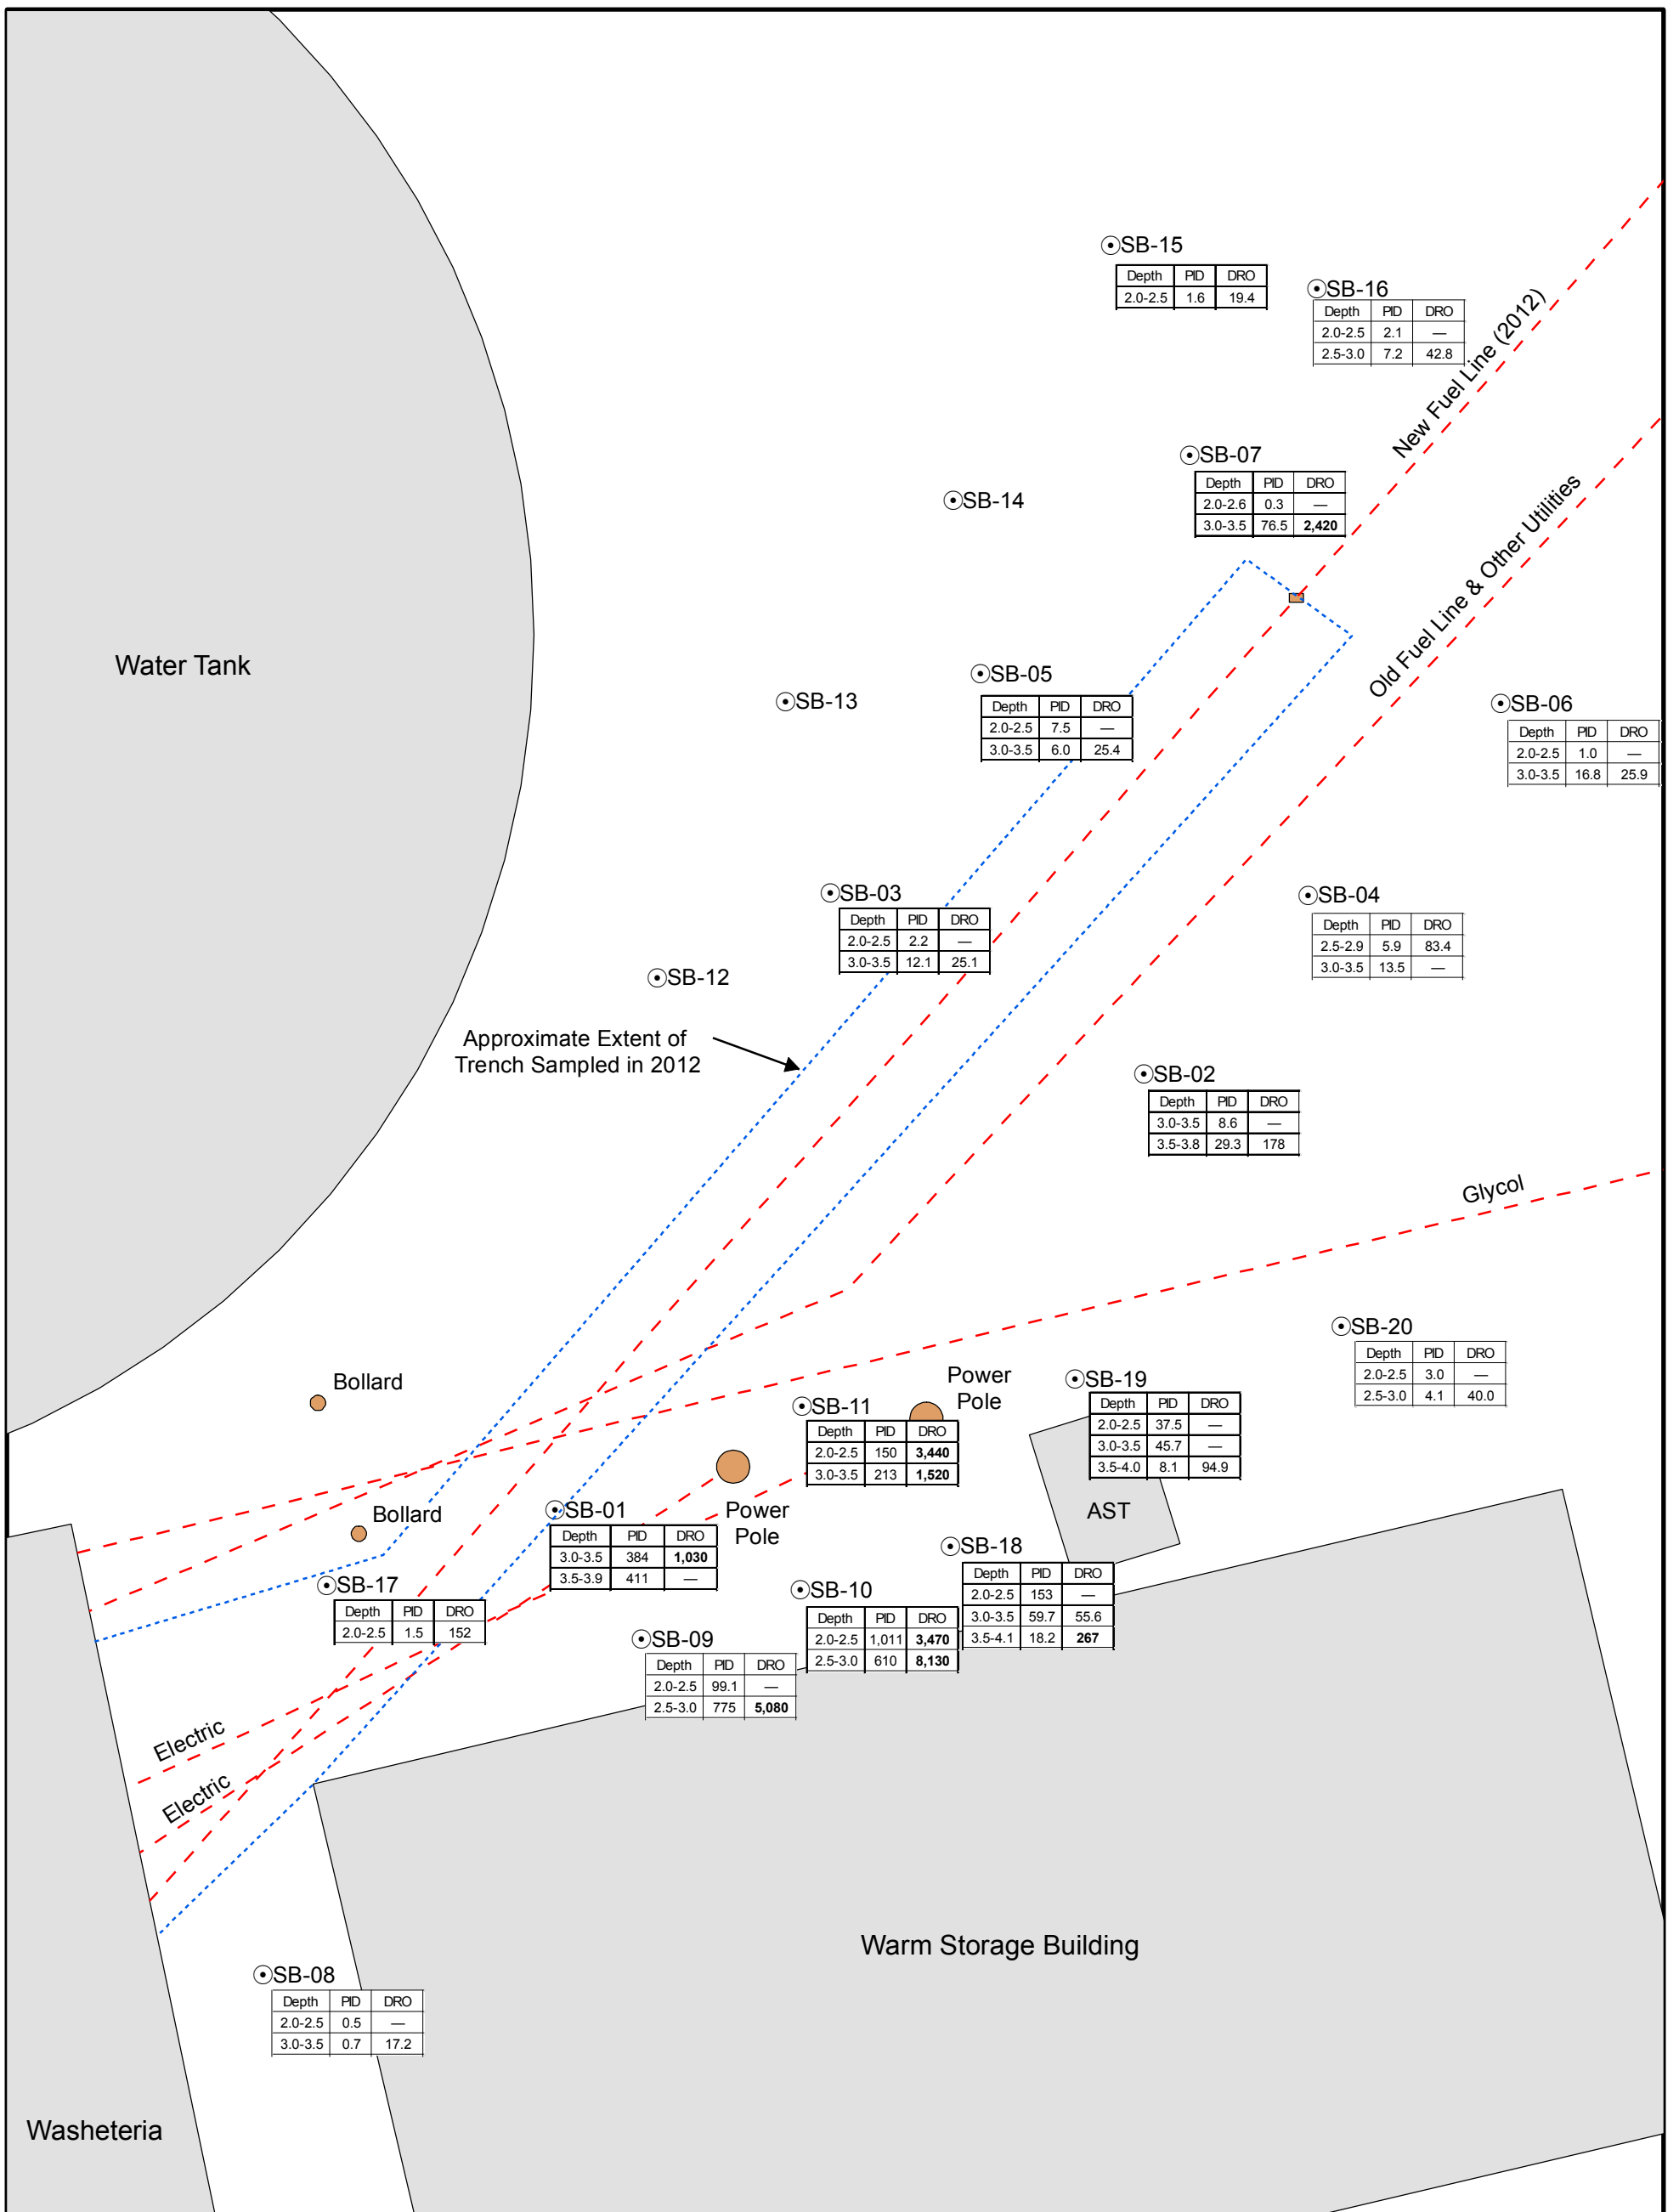 SB-15
Depth PID DRO
2.0-2.5 1.6 19.4
SB-16
Depth PID DRO
2.0-2.5 2.1 —
2.5-3.0 7.2 42.8
New Fuel Line (2012)
SB-07
Depth PID DRO
2.0-2.6 0.3 —
3.0-3.5 76.5 2,420
SB-14
Old Fuel Line & Other Utilities
Water Tank
SB-05
Depth PID DRO
2.0-2.5 7.5 —
3.0-3.5 6.0 25.4
SB-13
SB-06
Depth PID DRO
2.0-2.5 1.0 —
3.0-3.5 16.8 25.9
SB-03
Depth PID DRO
2.0-2.5 2.2 —
3.0-3.5 12.1 25.1
SB-04
Depth PID DRO
2.5-2.9 5.9 83.4
3.0-3.5 13.5 —
SB-12
Approximate Extent of
Trench Sampled in 2012
SB-02
Depth PID DRO
3.0-3.5 8.6 —
3.5-3.8 29.3 178
Glycol
SB-20
Depth PID DRO
2.0-2.5 3.0 —
2.5-3.0 4.1 40.0
Bollard
Power
Pole
SB-19
Depth PID DRO
2.0-2.5 37.5 —
3.0-3.5 45.7 —
3.5-4.0 8.1 94.9
SB-11
Depth PID DRO
2.0-2.5 150 3,440
3.0-3.5 213 1,520
AST
Bollard
SB-01
Depth PID DRO
3.0-3.5 384 1,030
3.5-3.9 411 —
Power
Pole
SB-18
Depth PID DRO
2.0-2.5 153 —
3.0-3.5 59.7 55.6
3.5-4.1 18.2 267
SB-17
Depth PID DRO
2.0-2.5 1.5 152
SB-10
Depth PID DRO
2.0-2.5 1,011 3,470
2.5-3.0 610 8,130
SB-09
Depth PID DRO
2.0-2.5 99.1 —
2.5-3.0 775 5,080
Electric
Electric
Warm Storage Building
SB-08
Depth PID DRO
2.0-2.5 0.5 —
3.0-3.5 0.7 17.2
Washeteria